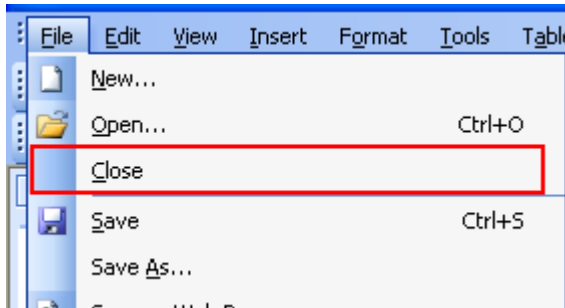 File Edit View Insert Format Tools
New...
Open... Ctrl+O
Close
Save Ctrl+S
Save As...